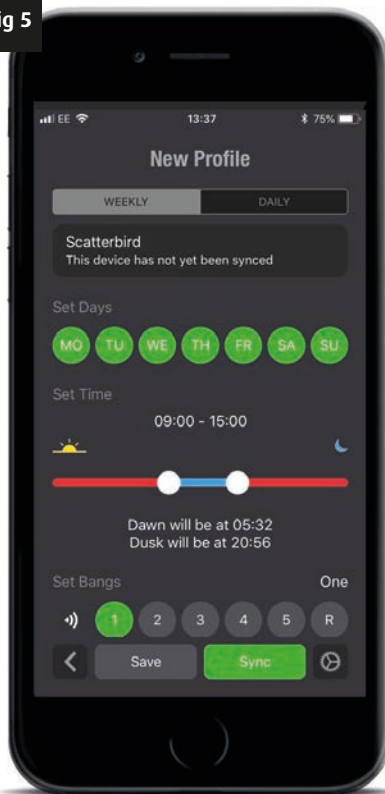 ig 5
EE 13:37 75%
New Profile
WEEKLY DAILY
Scatterbird
This device has not yet been synced
Set Days
MO TU WE TH FR SA SU
Set Time
09:00 - 15:00
Dawn will be at 05:32
Dusk will be at 20:56
Set Bangs One
1 2 3 4 5 R
Save Sync